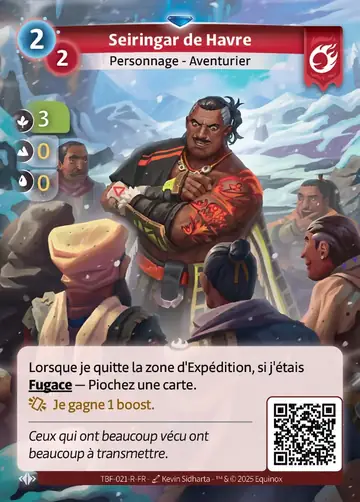 2
Seiringar de Havre
2
Personnage - Aventurier
3
0
0
Lorsque je quitte la zone d'Expédition, si j'étais
Fugace — Piochez une carte.
Je gagne 1 boost.
Ceux qui ont beaucoup vécu ont
beaucoup à transmettre.
TBF-021-R-FR - Kevin Sidharta - ™ & © 2025 Equinox